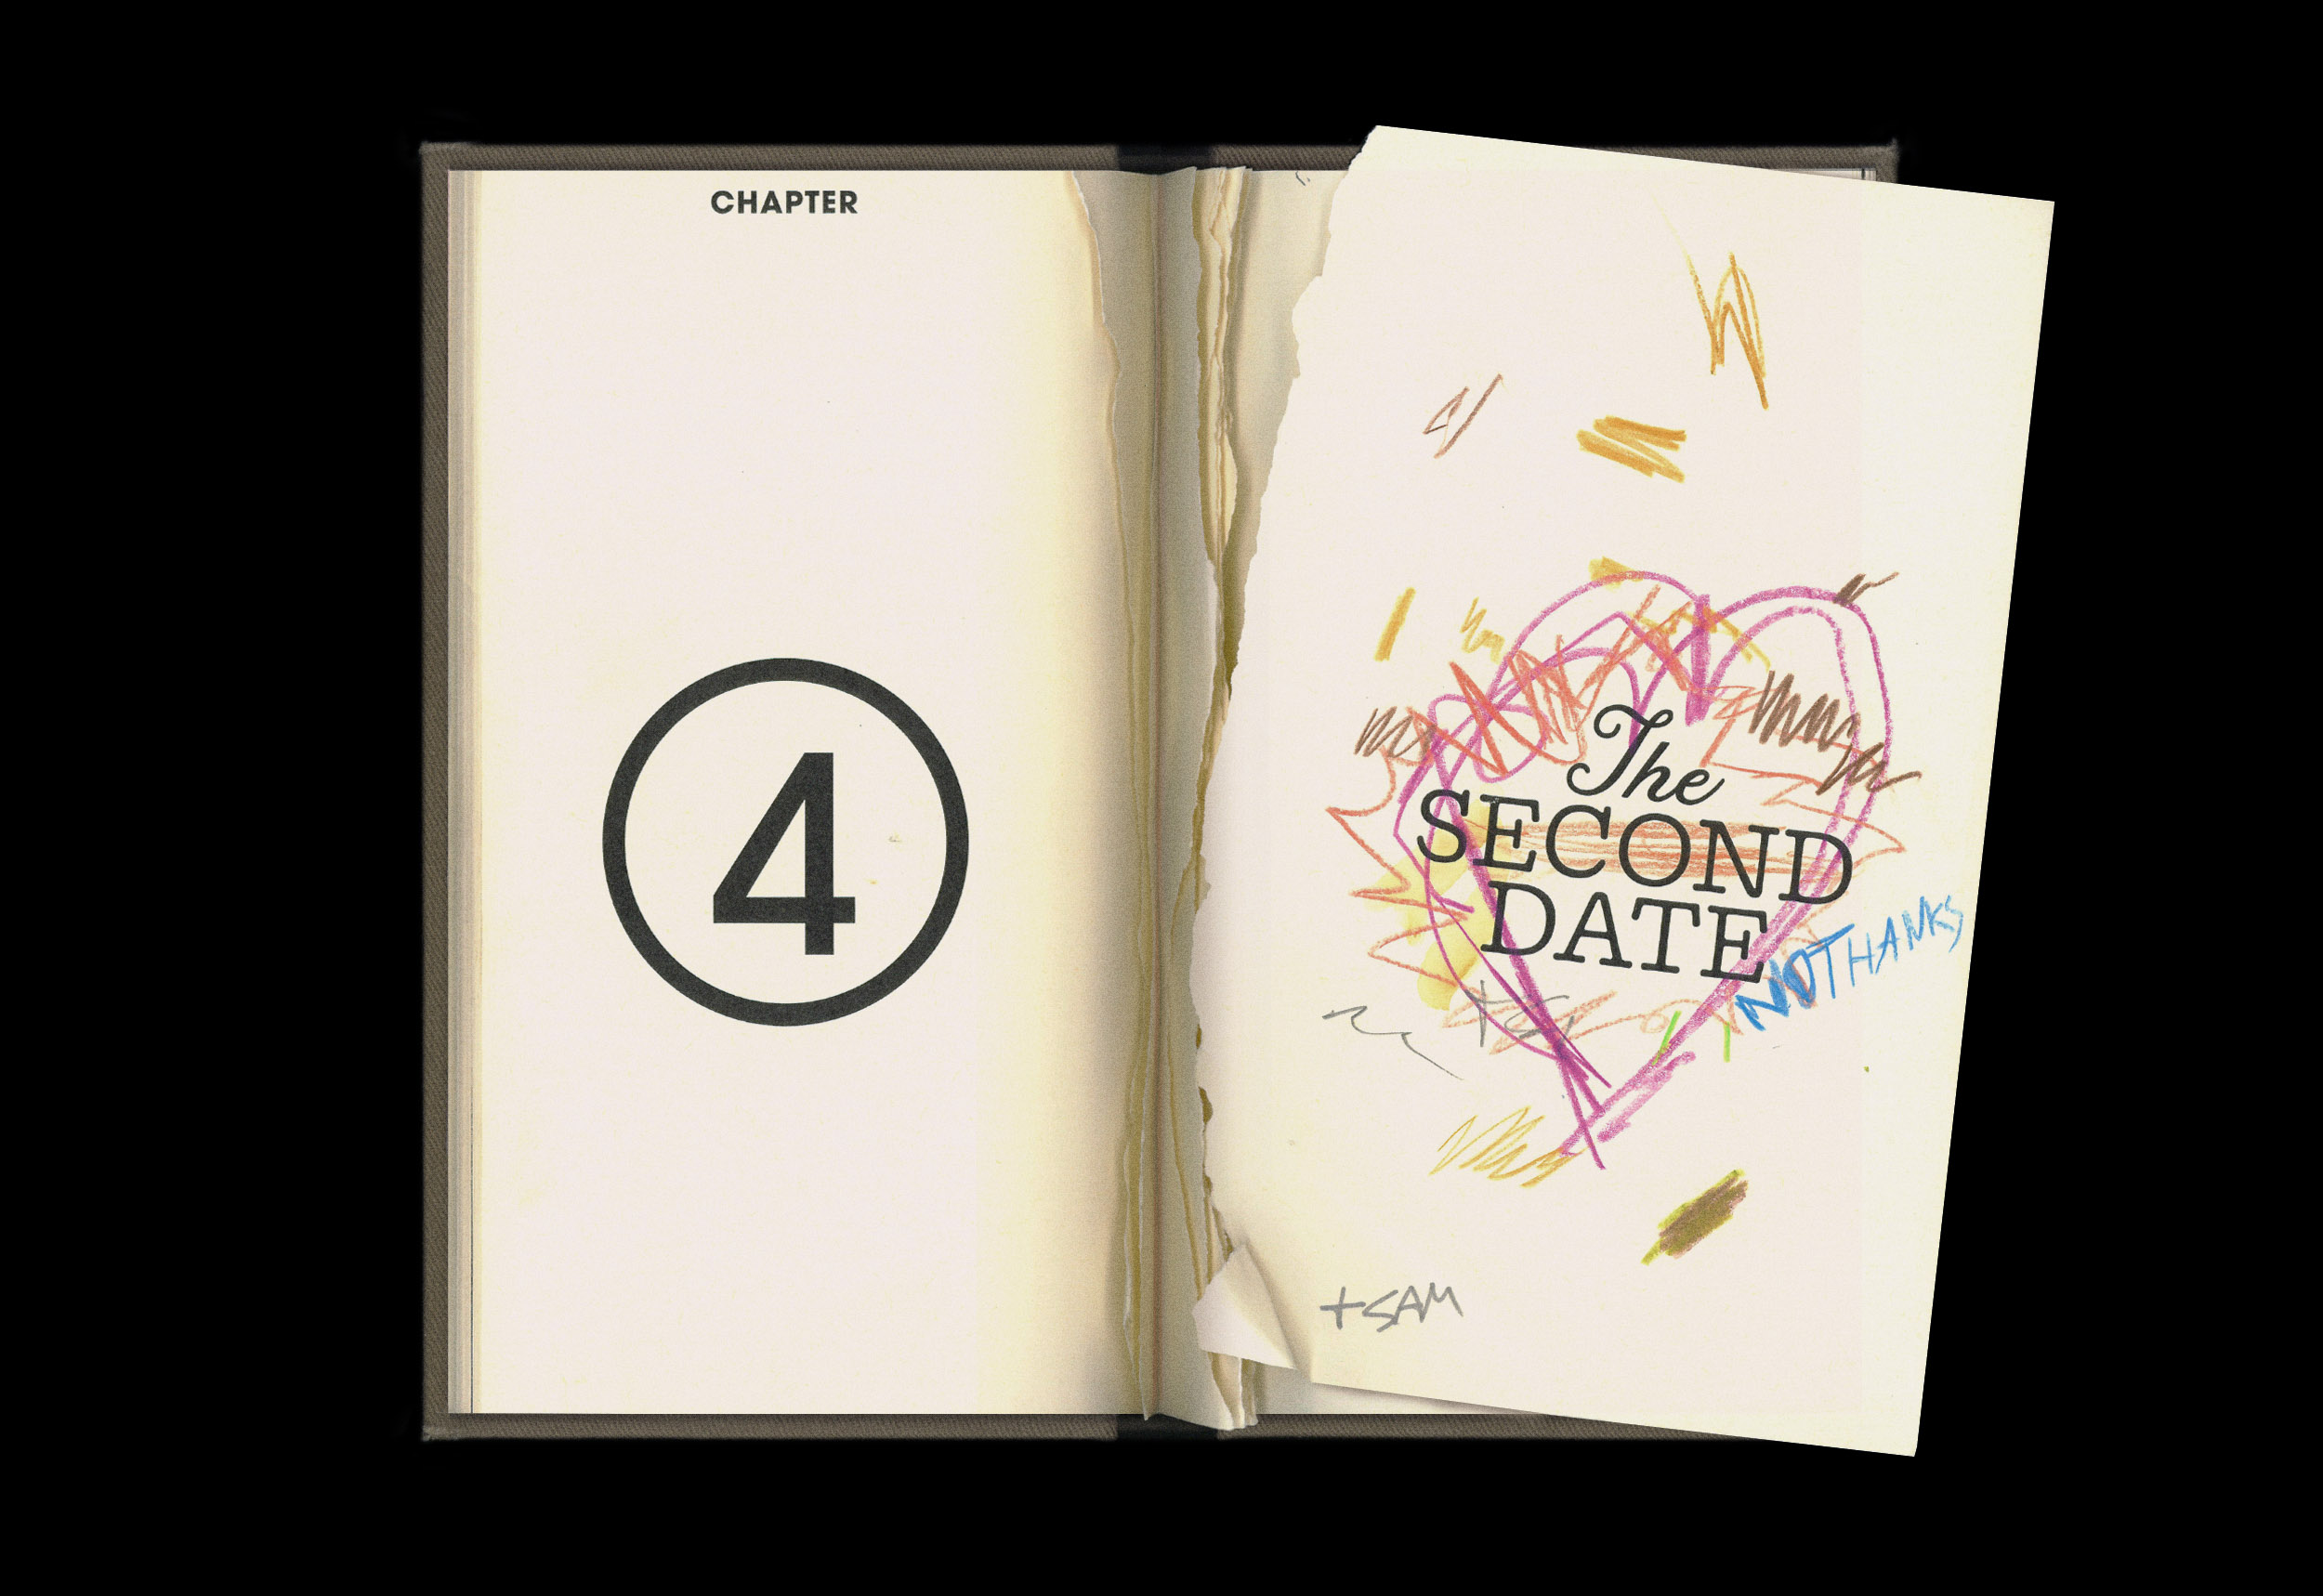 CHAPTER
4
The
SECOND
DATE
NO THANKS
+SAM